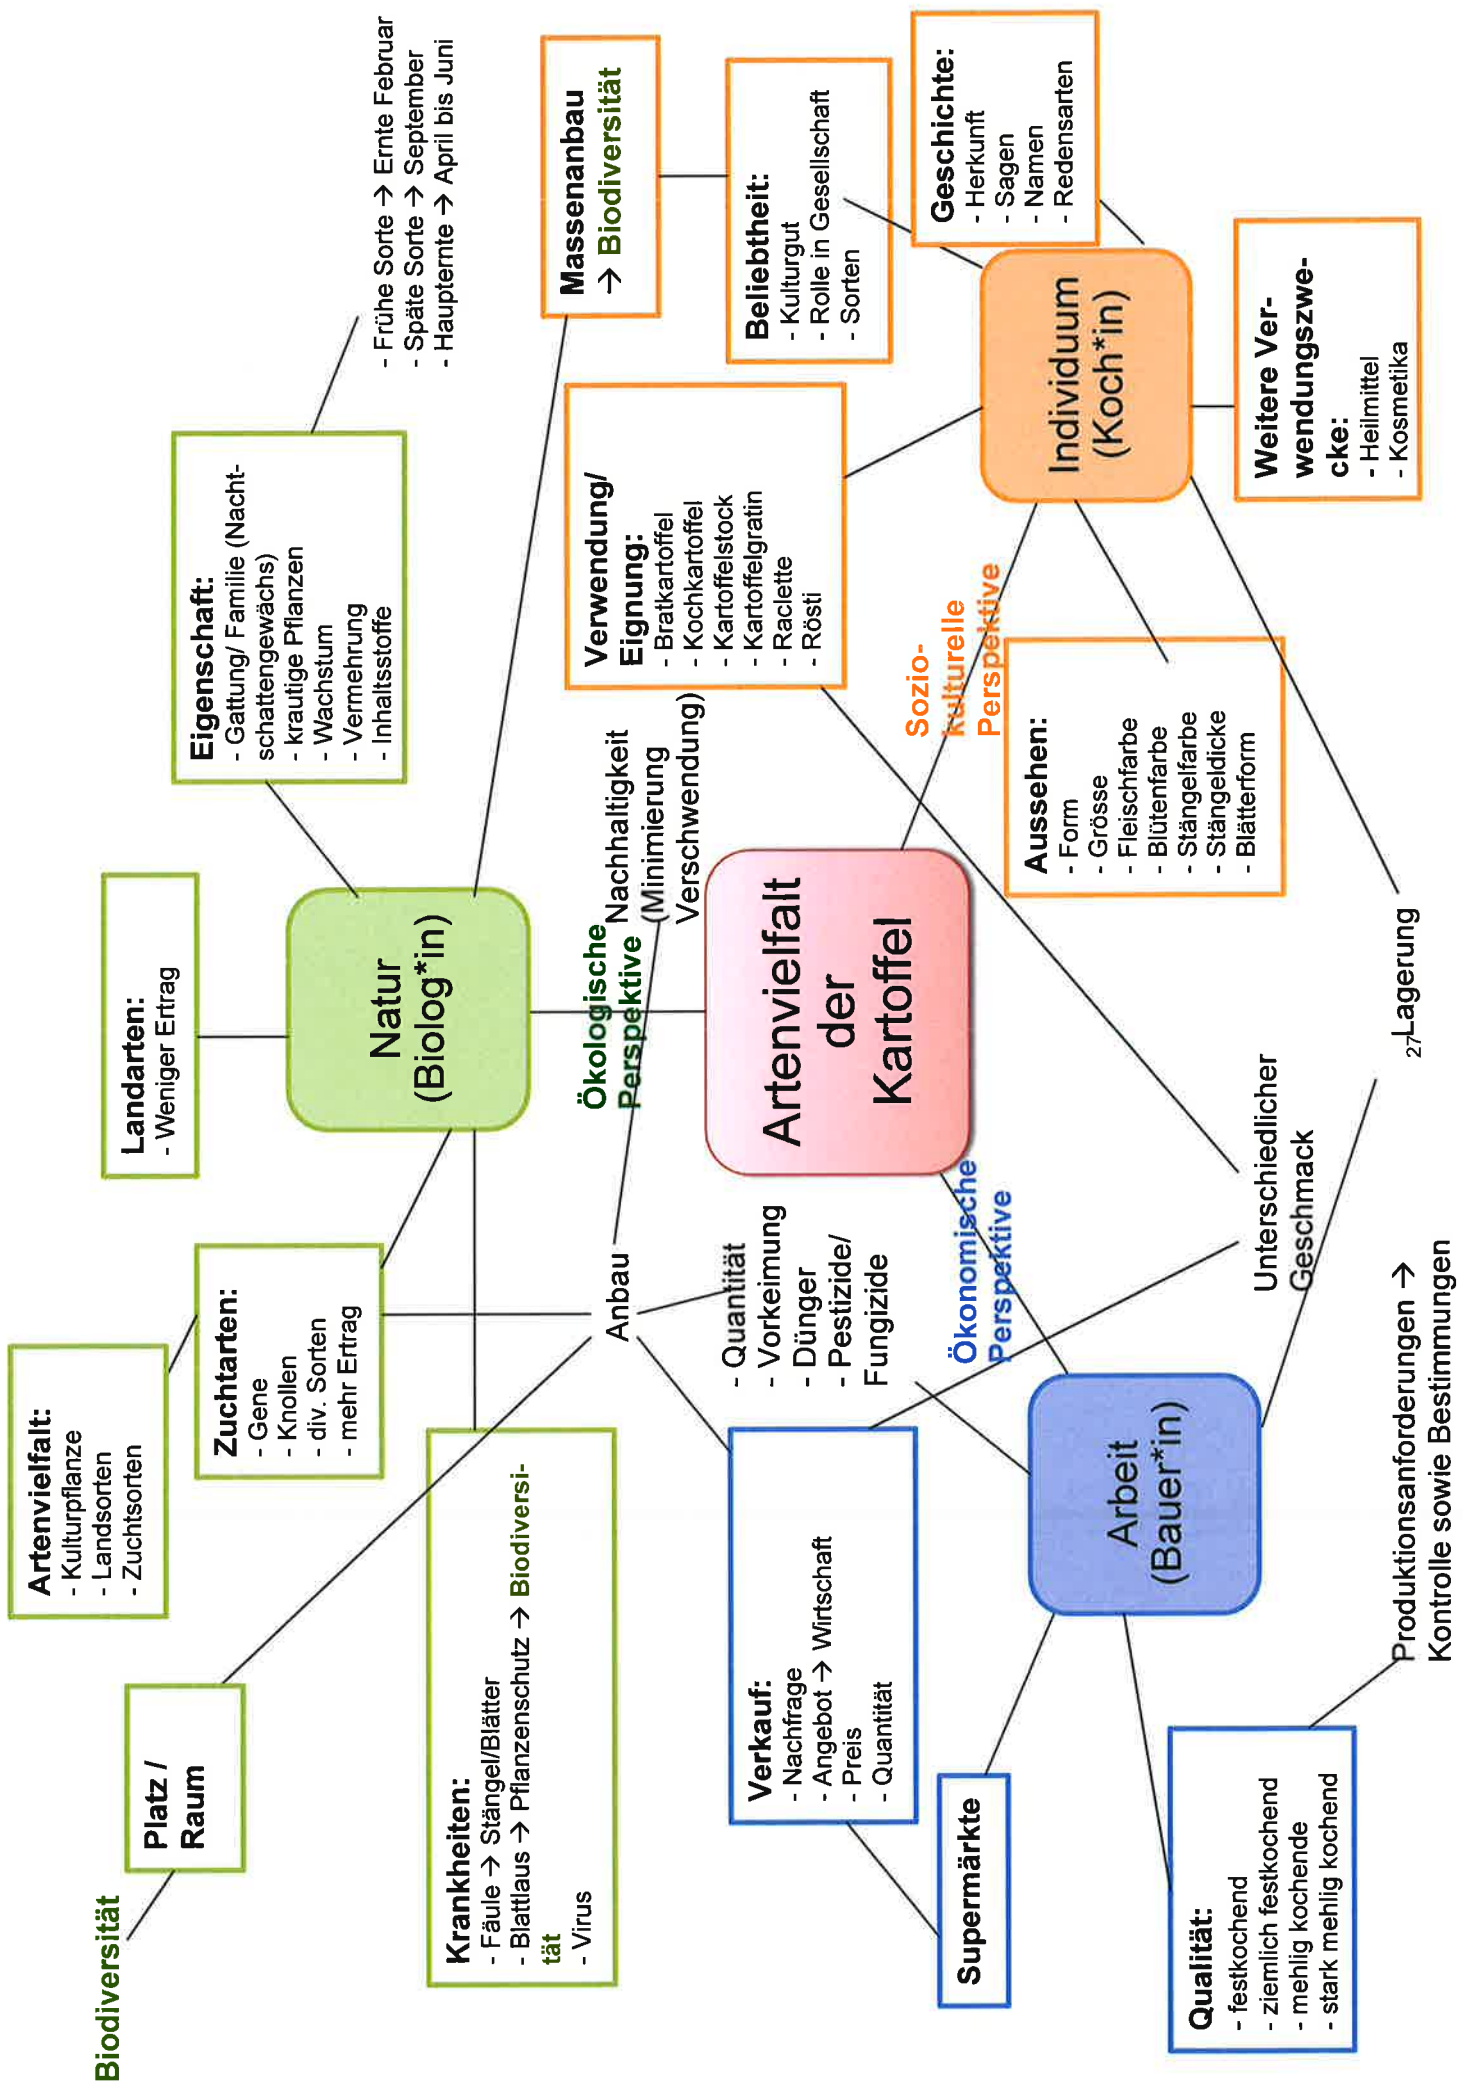 Biodiversität
Platz /
Raum
Artenvielfalt:
- Kulturpflanze
- Landsorten
- Zuchtsorten
Zuchtarten:
- Gene
- Knollen
- div. Sorten
- mehr Ertrag
Landarten:
- Weniger Ertrag
Eigenschaft:
- Gattung/ Familie (Nacht-
schattengewächs)
- krautige Pflanzen
- Wachstum
- Vermehrung
- Inhaltsstoffe
- Frühe Sorte → Ernte Februar
- Späte Sorte → September
- Haupternte → April bis Juni
Natur
(Biolog*in)
Krankheiten:
- Fäule → Stängel/Blätter
- Blattlaus → Pflanzenschutz → Biodiversi-
tät
- Virus
Anbau
Ökologische
Perspektive
Nachhaltigkeit
(Minimierung
Verschwendung)
Massenanbau
→ Biodiversität
Verwendung/
Eignung:
- Bratkartoffel
- Kochkartoffel
- Kartoffelstock
- Kartoffelgratin
- Raclette
- Rösti
Beliebtheit:
- Kulturgut
- Rolle in Gesellschaft
- Sorten
Geschichte:
- Herkunft
- Sagen
- Namen
- Redensarten
Artenvielfalt
der
Kartoffel
- Quantität
- Vorkeimung
- Dünger
- Pestizide/
Fungizide
Verkauf:
- Nachfrage
- Angebot → Wirtschaft
- Preis
- Quantität
Supermärkte
Ökonomische
Perspektive
Sozio-
kulturelle
Perspektive
Individuum
(Koch*in)
Aussehen:
- Form
- Grösse
- Fleischfarbe
- Blütenfarbe
- Stängelfarbe
- Stängeldicke
- Blätterform
Arbeit
(Bauer*in)
Weitere Ver-
wendungszwe-
cke:
- Heilmittel
- Kosmetika
Qualität:
- festkochend
- ziemlich festkochend
- mehlig kochende
- stark mehlig kochend
Unterschiedlicher
Geschmack
27Lagerung
Produktionsanforderungen →
Kontrolle sowie Bestimmungen